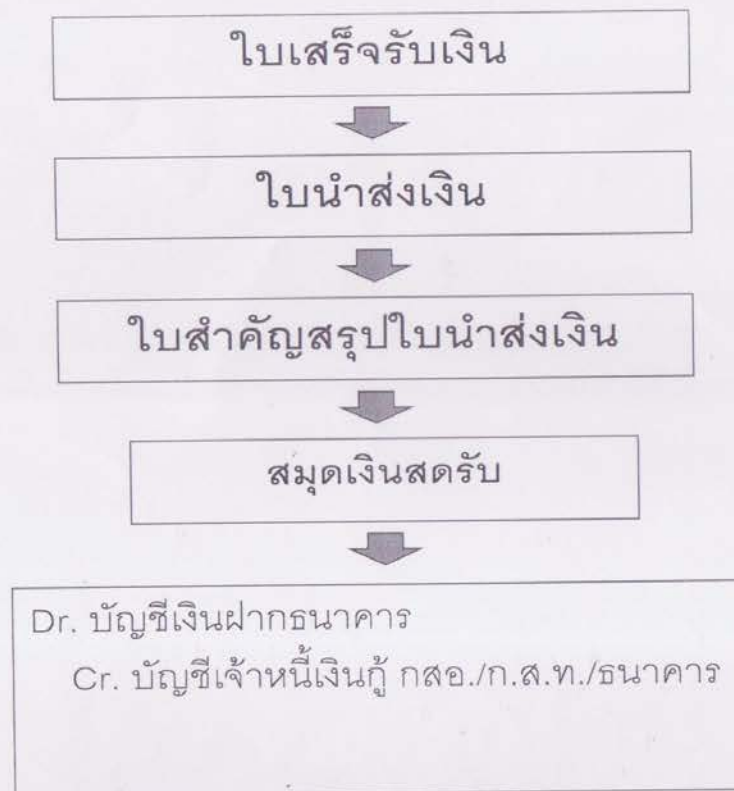 ใบเสร็จรับเงิน
ใบนำส่งเงิน
ใบสำคัญสรุปใบนำส่งเงิน
สมุดเงินสดรับ
Dr. บัญชีเงินฝากธนาคาร
Cr. บัญชีเจ้าหนี้เงินกู้ กสอ./ก.ส.ท./ธนาคาร